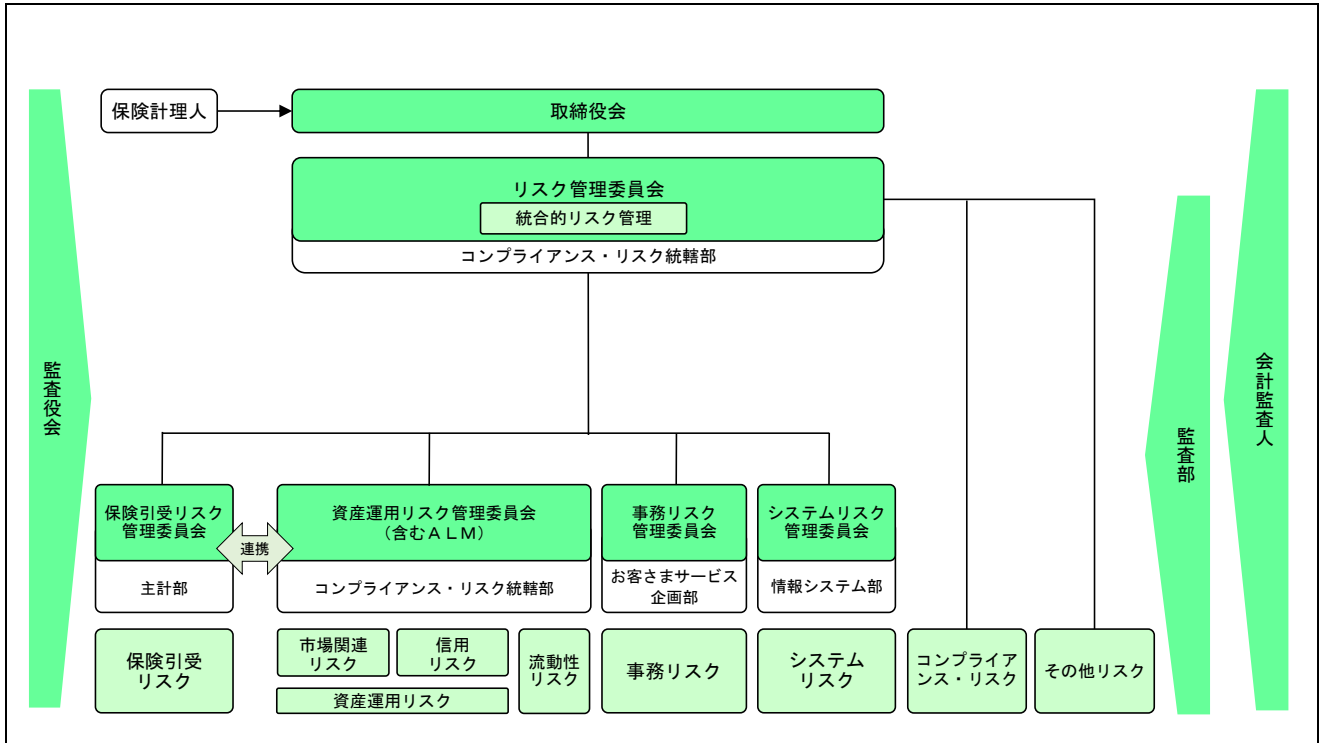 保険計理人
取締役会
リスク管理委員会
統合的リスク管理
コンプライアンス・リスク統轄部
監査役会
会計監査人
監査部
保険引受リスク
管理委員会
連携
資産運用リスク管理委員会
（含むＡＬＭ）
事務リスク
管理委員会
システムリスク
管理委員会
主計部
コンプライアンス・リスク統轄部
お客さまサービス
企画部
情報システム部
保険引受
リスク
市場関連
リスク
信用
リスク
資産運用リスク
流動性
リスク
事務リスク
システム
リスク
コンプライア
ンス・リスク
その他リスク